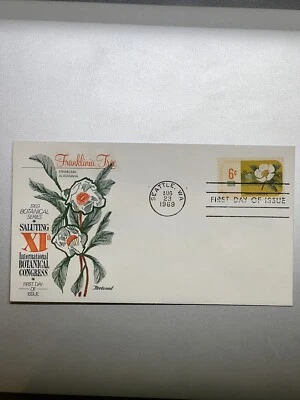 Franklinia Tree
FRANKLINIA
ALATAMAHA
1969
BOTANICAL
SERIES
SALUTING
XI
International
BOTANICAL
CONGRESS
FIRST DAY
OF
ISSUE
Fleetwood
SEATTLE, WA
AUG
23
1969
6¢
FIRST DAY OF ISSUE